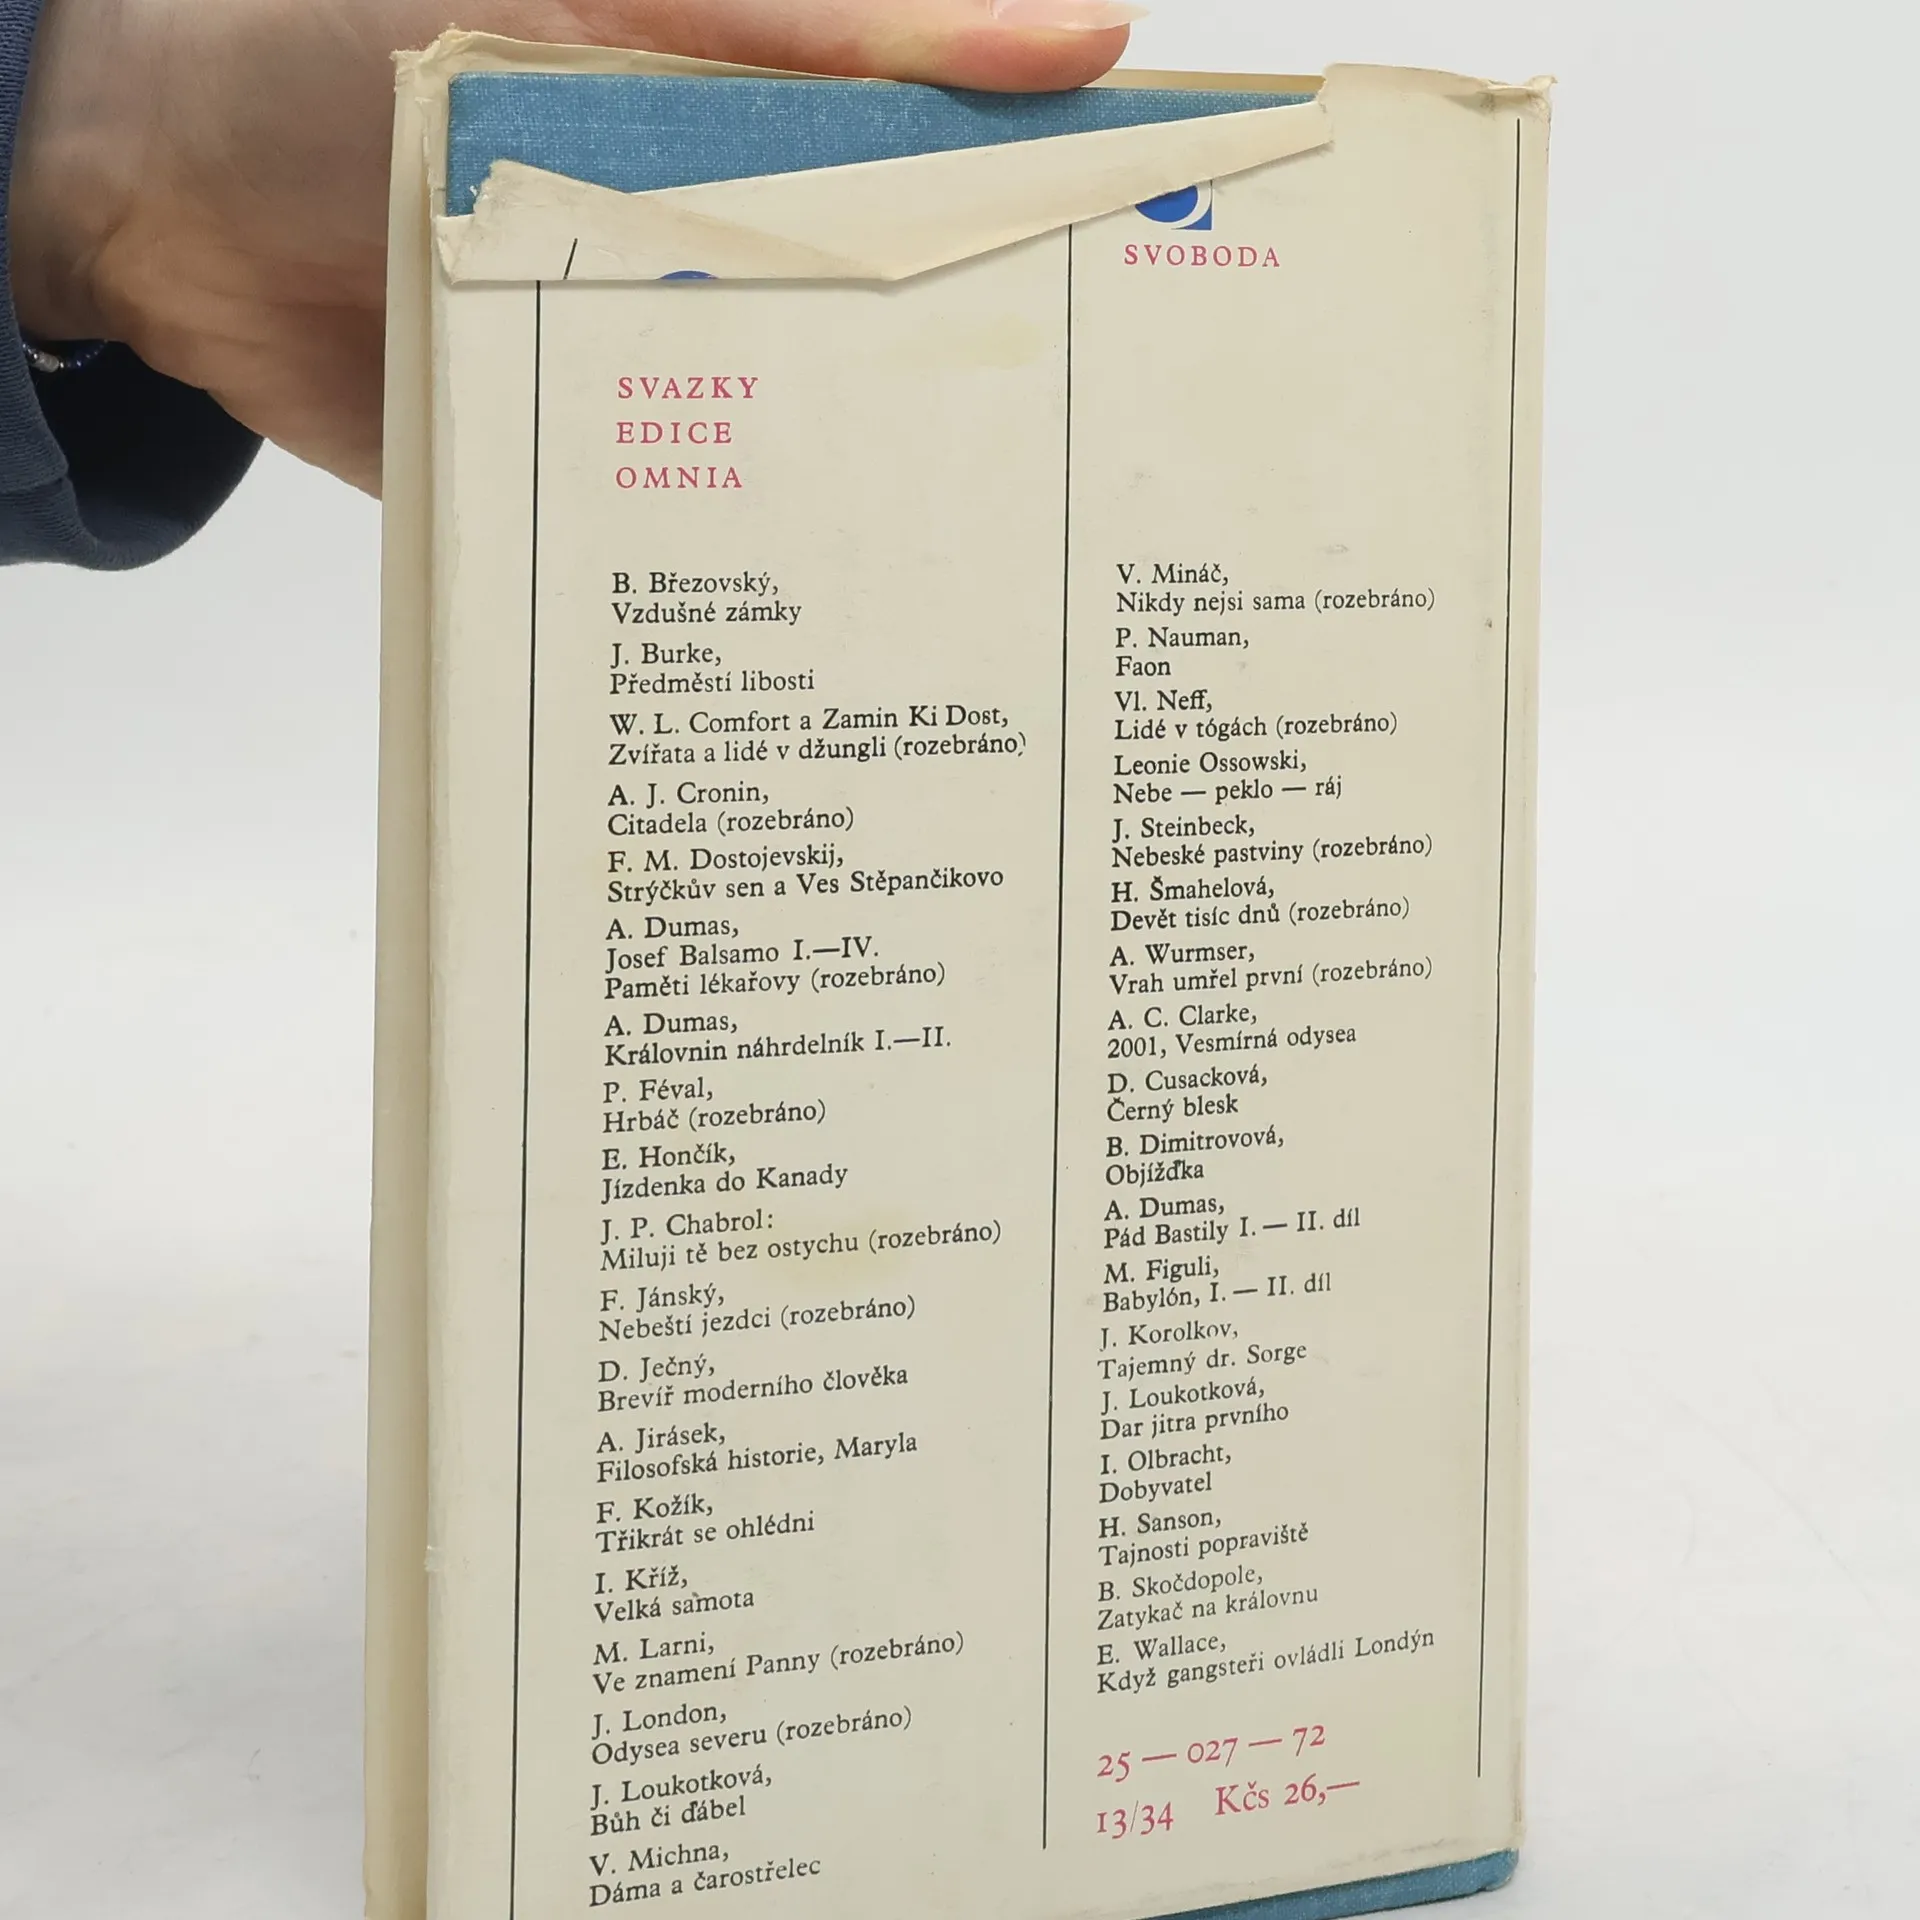 SVAZKY
EDICE
OMNIA
B. Březovský,
Vzdušné zámky
J. Burke,
Předměstí libosti
W. L. Comfort a Zamin Ki Dost,
Zvířata a lidé v džungli (rozebráno)
A. J. Cronin,
Citadela (rozebráno)
F. M. Dostojevskij,
Strýčkův sen a Ves Stěpančikovo
A. Dumas,
Josef Balsamo I.—IV.
Paměti lékařovy (rozebráno)
A. Dumas,
Královnin náhrdelník I.—II.
P. Féval,
Hrbáč (rozebráno)
E. Hončík,
Jízdenka do Kanady
J. P. Chabrol:
Miluji tě bez ostychu (rozebráno)
F. Jánský,
Nebeští jezdci (rozebráno)
D. Ječný,
Brevíř moderního člověka
A. Jirásek,
Filosofská historie, Maryla
F. Kožík,
Třikrát se ohlédni
I. Kříž,
Velká samota
M. Larni,
Ve znamení Panny (rozebráno)
J. London,
Odysea severu (rozebráno)
J. Loukotková,
Bůh či ďábel
V. Michna,
Dáma a čarostřelec
SVOBODA
V. Mináč,
Nikdy nejsi sama (rozebráno)
P. Nauman,
Faon
Vl. Neff,
Lidé v tógách (rozebráno)
Leonie Ossowski,
Nebe — peklo — ráj
J. Steinbeck,
Nebeské pastviny (rozebráno)
H. Šmahelová,
Devět tisíc dnů (rozebráno)
A. Wurmser,
Vrah umřel první (rozebráno)
A. C. Clarke,
2001, Vesmírná odysea
D. Cusacková,
Černý blesk
B. Dimitrovová,
Objížďka
A. Dumas,
Pád Bastily I. — II. díl
M. Figuli,
Babylón, I. — II. díl
J. Korolkov,
Tajemný dr. Sorge
J. Loukotková,
Dar jitra prvního
I. Olbracht,
Dobyvatel
H. Sanson,
Tajnosti popraviště
B. Skočdopole,
Zatykač na královnu
E. Wallace,
Když gangsteři ovládli Londýn
25 — 027 — 72
13/34 Kčs 26,—